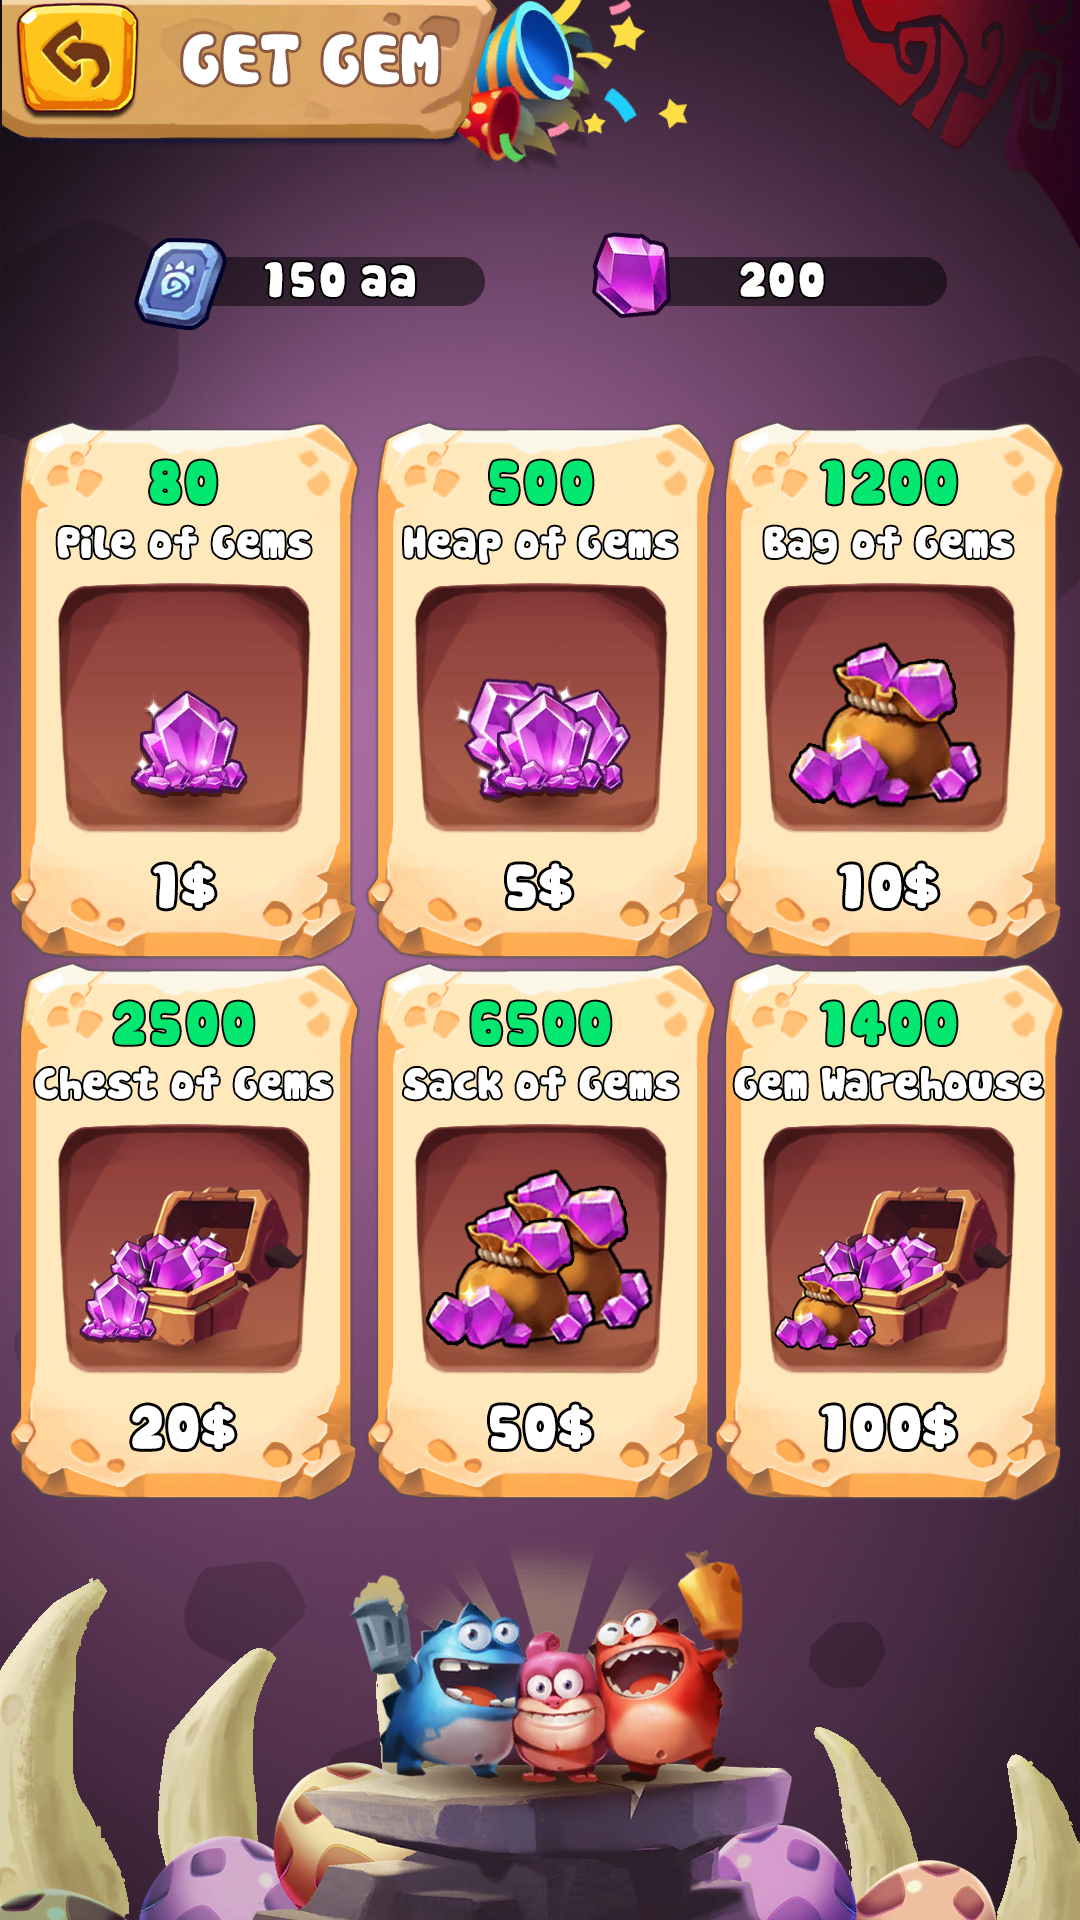 GET GEM
150 aa
200
80
Pile of Gems
1$
500
Heap of Gems
5$
1200
Bag of Gems
10$
2500
Chest of Gems
20$
6500
Sack of Gems
50$
1400
Gem Warehouse
100$